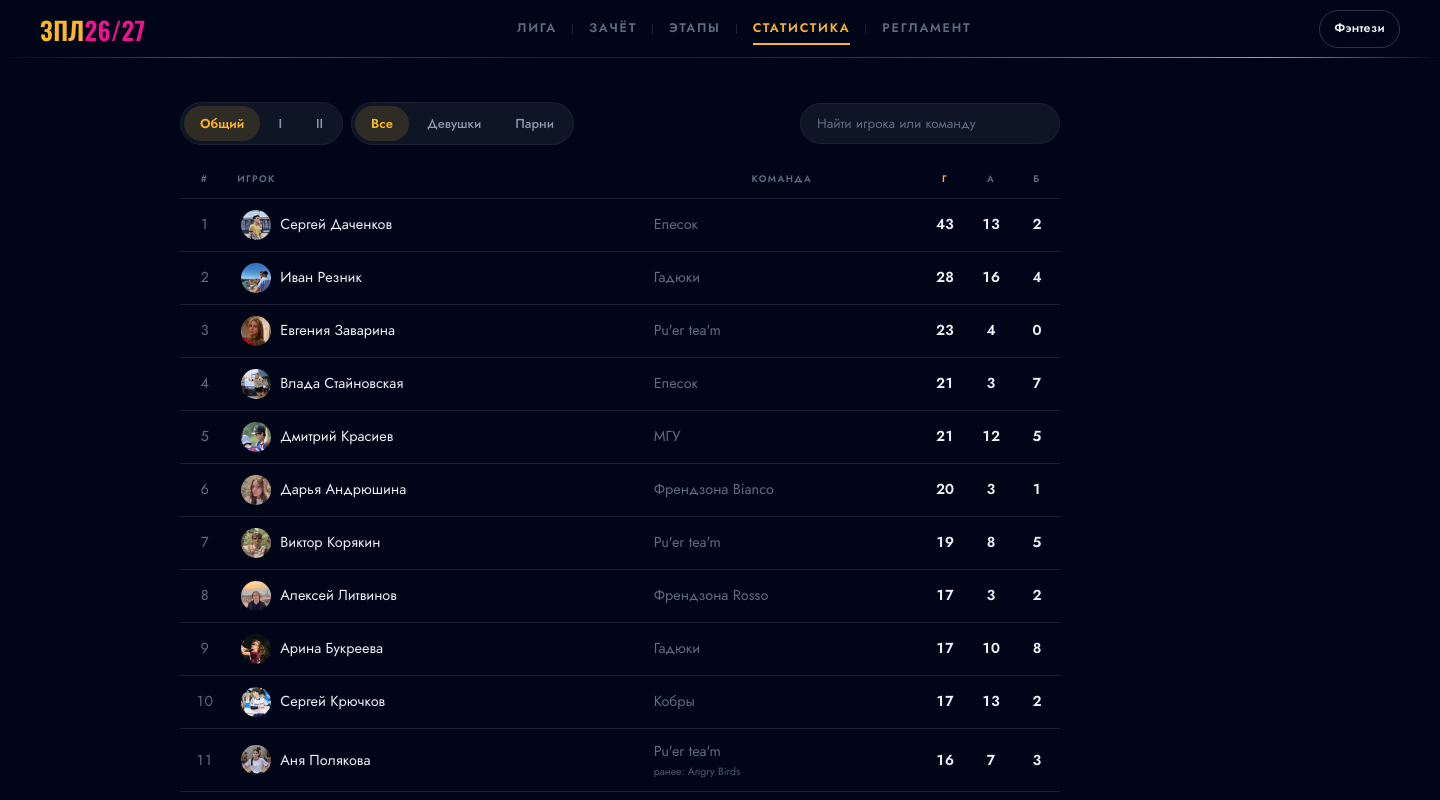 ЗПЛ26/27
ЛИГА ЗАЧЁТ ЭТАПЫ СТАТИСТИКА РЕГЛАМЕНТ
Фэнтези
Общий I II Все Девушки Парни Найти игрока или команду
# ИГРОК КОМАНДА Г А Б
1 Сергей Даченков Епесок 43 13 2
2 Иван Резник Гадюки 28 16 4
3 Евгения Заварина Pu'er tea'm 23 4 0
4 Влада Стайновская Епесок 21 3 7
5 Дмитрий Красиев МГУ 21 12 5
6 Дарья Андрюшина Френдзона Bianco 20 3 1
7 Виктор Корякин Pu'er tea'm 19 8 5
8 Алексей Литвинов Френдзона Rosso 17 3 2
9 Арина Букреева Гадюки 17 10 8
10 Сергей Крючков Кобры 17 13 2
11 Аня Полякова Pu'er tea'm 16 7 3
ранее: Angry Birds